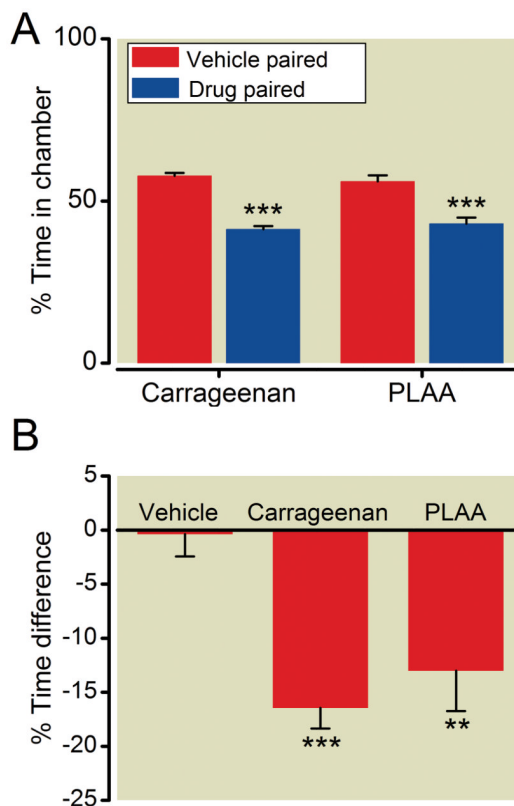 A
100
Vehicle paired
Drug paired
% Time in chamber
50
***
***
0
Carrageenan PLAA
B
5
Vehicle Carrageenan PLAA
0
% Time difference
-5
-10
-15
**
***
-20
-25